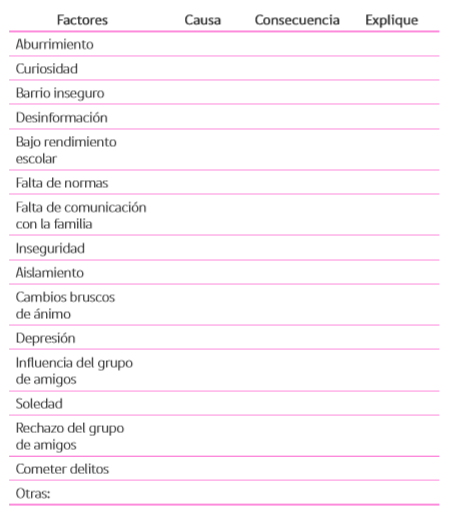 Factores Causa Consecuencia Explique
Aburrimiento
Curiosidad
Barrio inseguro
Desinformación
Bajo rendimiento
escolar
Falta de normas
Falta de comunicación
con la familia
Inseguridad
Aislamiento
Cambios bruscos
de ánimo
Depresión
Influencia del grupo
de amigos
Soledad
Rechazo del grupo
de amigos
Cometer delitos
Otras: